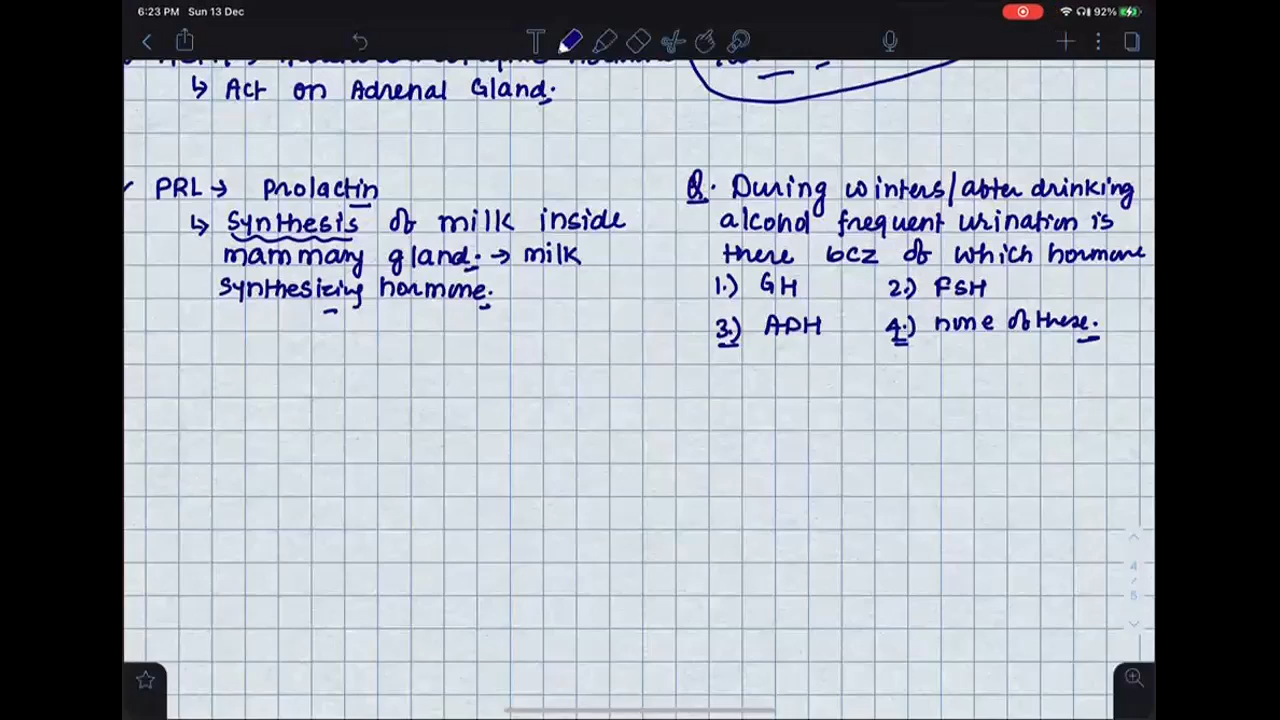 6:23 PM Sun 13 Dec
92%
T
↳ Act on Adrenal Gland.
PRL → Prolactin
↳ Synthesis of milk inside
mammary gland. → milk
synthesizing hormone.
Q. During winters/after drinking
alcohol frequent urination is
there bcz of which hormone
1.) GH 2.) FSH
3.) ADH 4.) none of these.
4
/
5